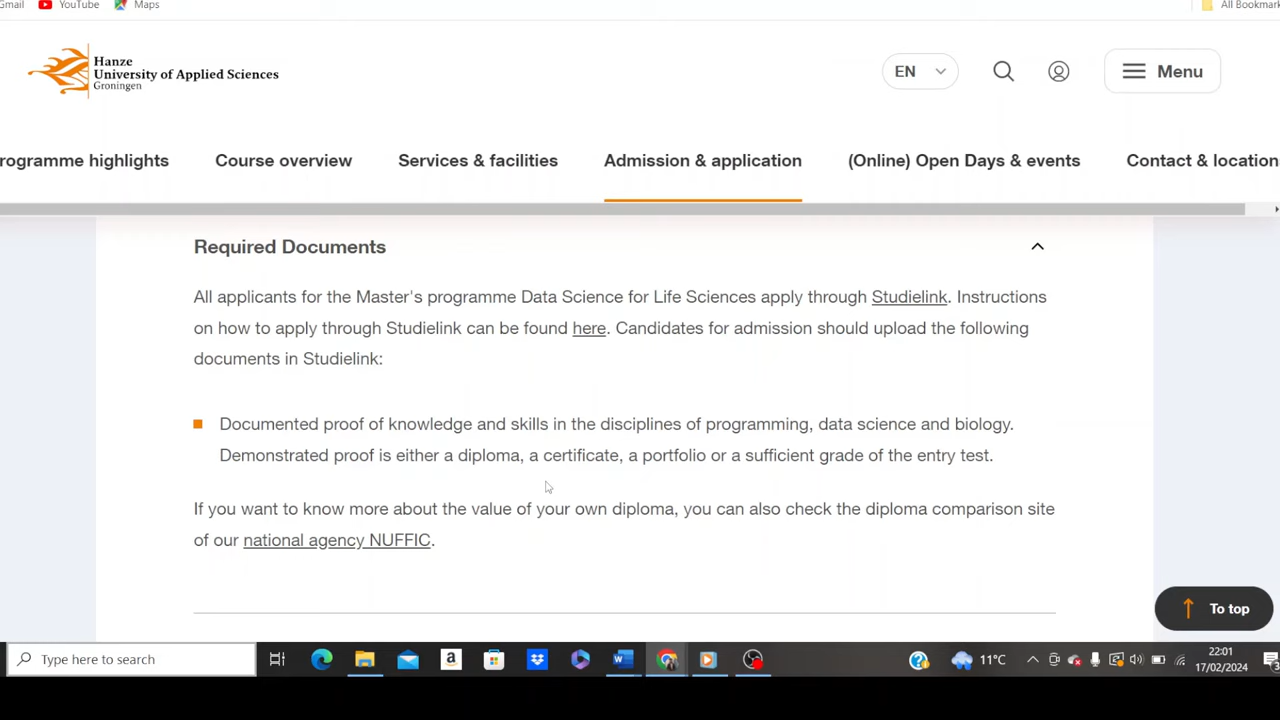 Gmail YouTube Maps All Bookmark
Hanze
University of Applied Sciences
Groningen
EN
Menu
rogramme highlights Course overview Services & facilities Admission & application (Online) Open Days & events Contact & location
Required Documents
All applicants for the Master's programme Data Science for Life Sciences apply through Studielink. Instructions
on how to apply through Studielink can be found here. Candidates for admission should upload the following
documents in Studielink:
Documented proof of knowledge and skills in the disciplines of programming, data science and biology.
Demonstrated proof is either a diploma, a certificate, a portfolio or a sufficient grade of the entry test.
If you want to know more about the value of your own diploma, you can also check the diploma comparison site
of our national agency NUFFIC.
To top
Type here to search
11°C
22:01
17/02/2024
3